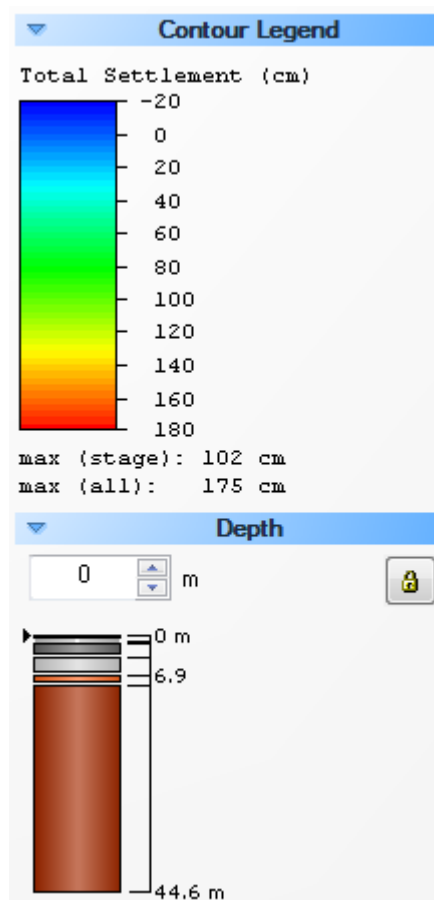 Contour Legend
Total Settlement (cm)
-20
0
20
40
60
80
100
120
140
160
180
max (stage): 102 cm
max (all): 175 cm
Depth
0 m
0 m
6.9
44.6 m